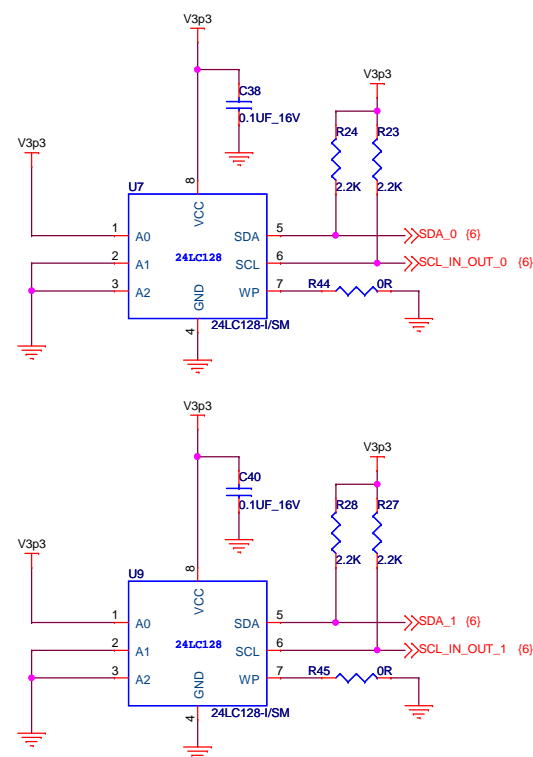 V3p3
C38
0.1UF_16V
V3p3
R24 R23
2.2K 2.2K
V3p3
U7
8
VCC
1 A0
2 A1
3 A2
24LC128
SDA 5
SCL 6
WP 7
GND
4
24LC128-I/SM
SDA_0 {6}
SCL_IN_OUT_0 {6}
R44 0R
V3p3
C40
0.1UF_16V
V3p3
R28 R27
2.2K 2.2K
V3p3
U9
8
VCC
1 A0
2 A1
3 A2
24LC128
SDA 5
SCL 6
WP 7
GND
4
24LC128-I/SM
SDA_1 {6}
SCL_IN_OUT_1 {6}
R45 0R